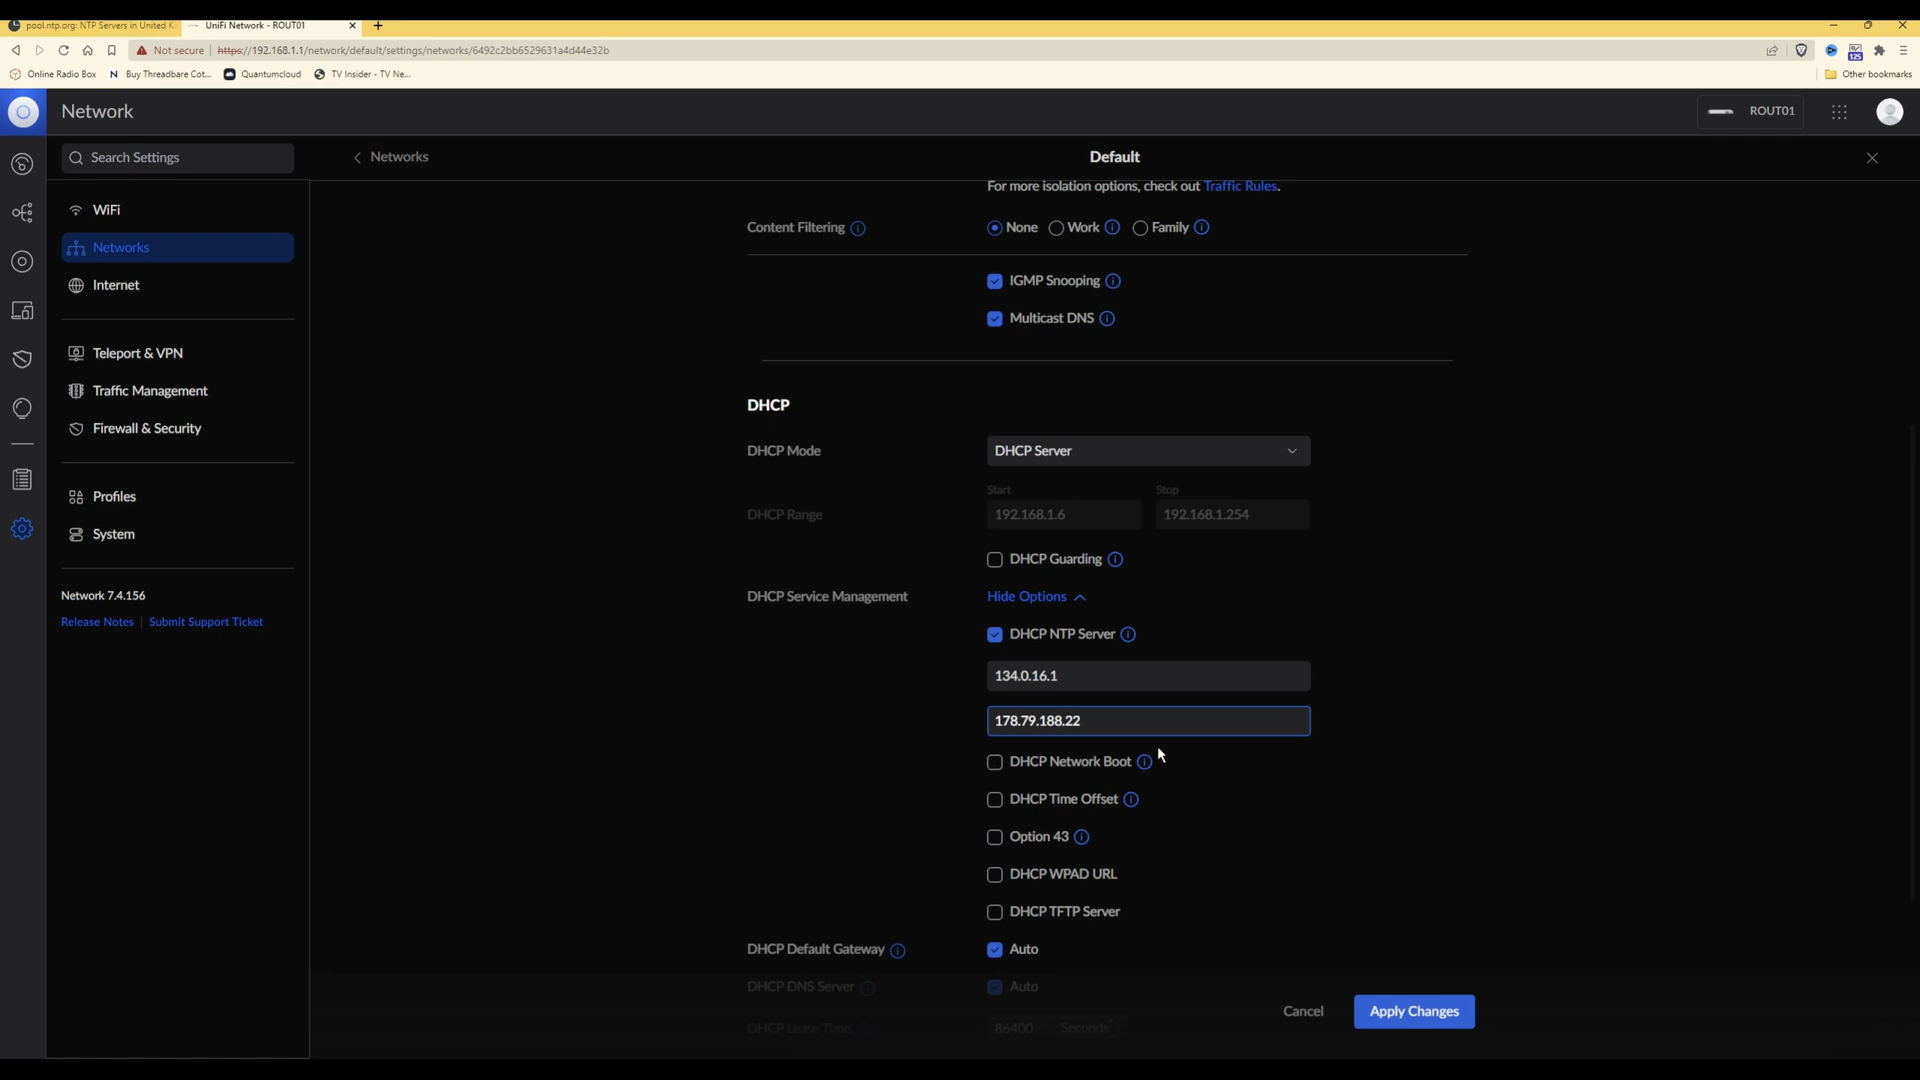 pool.ntp.org: NTP Servers in United K
UniFi Network - ROUT01
Not secure https://192.168.1.1/network/default/settings/networks/6492c2bb6529631a4d44e32b
125
Online Radio Box
Buy Threadbare Cot...
Quantumcloud
TV Insider - TV Ne...
Other bookmarks
Network
ROUT01
Search Settings
Networks
Default
WiFi
Networks
Internet
Teleport & VPN
Traffic Management
Firewall & Security
Profiles
System
Network 7.4.156
Release Notes | Submit Support Ticket
For more isolation options, check out Traffic Rules.
Content Filtering
None Work Family
IGMP Snooping
Multicast DNS
DHCP
DHCP Mode
DHCP Server
Start Stop
DHCP Range
192.168.1.6 192.168.1.254
DHCP Guarding
DHCP Service Management
Hide Options
DHCP NTP Server
134.0.16.1
178.79.188.22
DHCP Network Boot
DHCP Time Offset
Option 43
DHCP WPAD URL
DHCP TFTP Server
DHCP Default Gateway
Auto
DHCP DNS Server
Auto
DHCP Lease Time
86400 Seconds
Cancel
Apply Changes